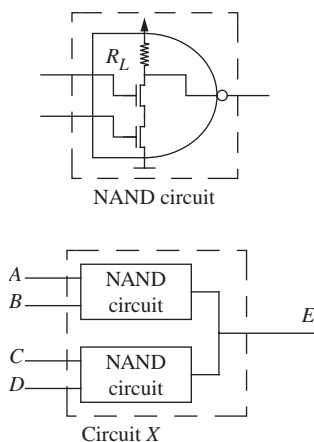 R_L
NAND circuit
A
B
NAND
circuit
E
C
D
NAND
circuit
Circuit X